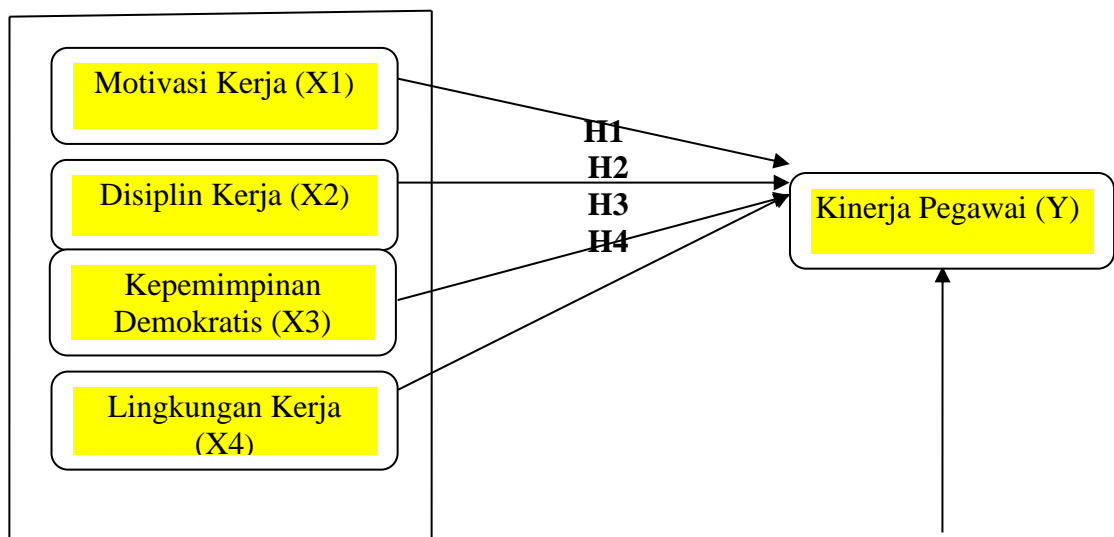 Motivasi Kerja (X1)
Disiplin Kerja (X2)
Kepemimpinan
Demokratis (X3)
Lingkungan Kerja
(X4)
H1
H2
H3
H4
Kinerja Pegawai (Y)